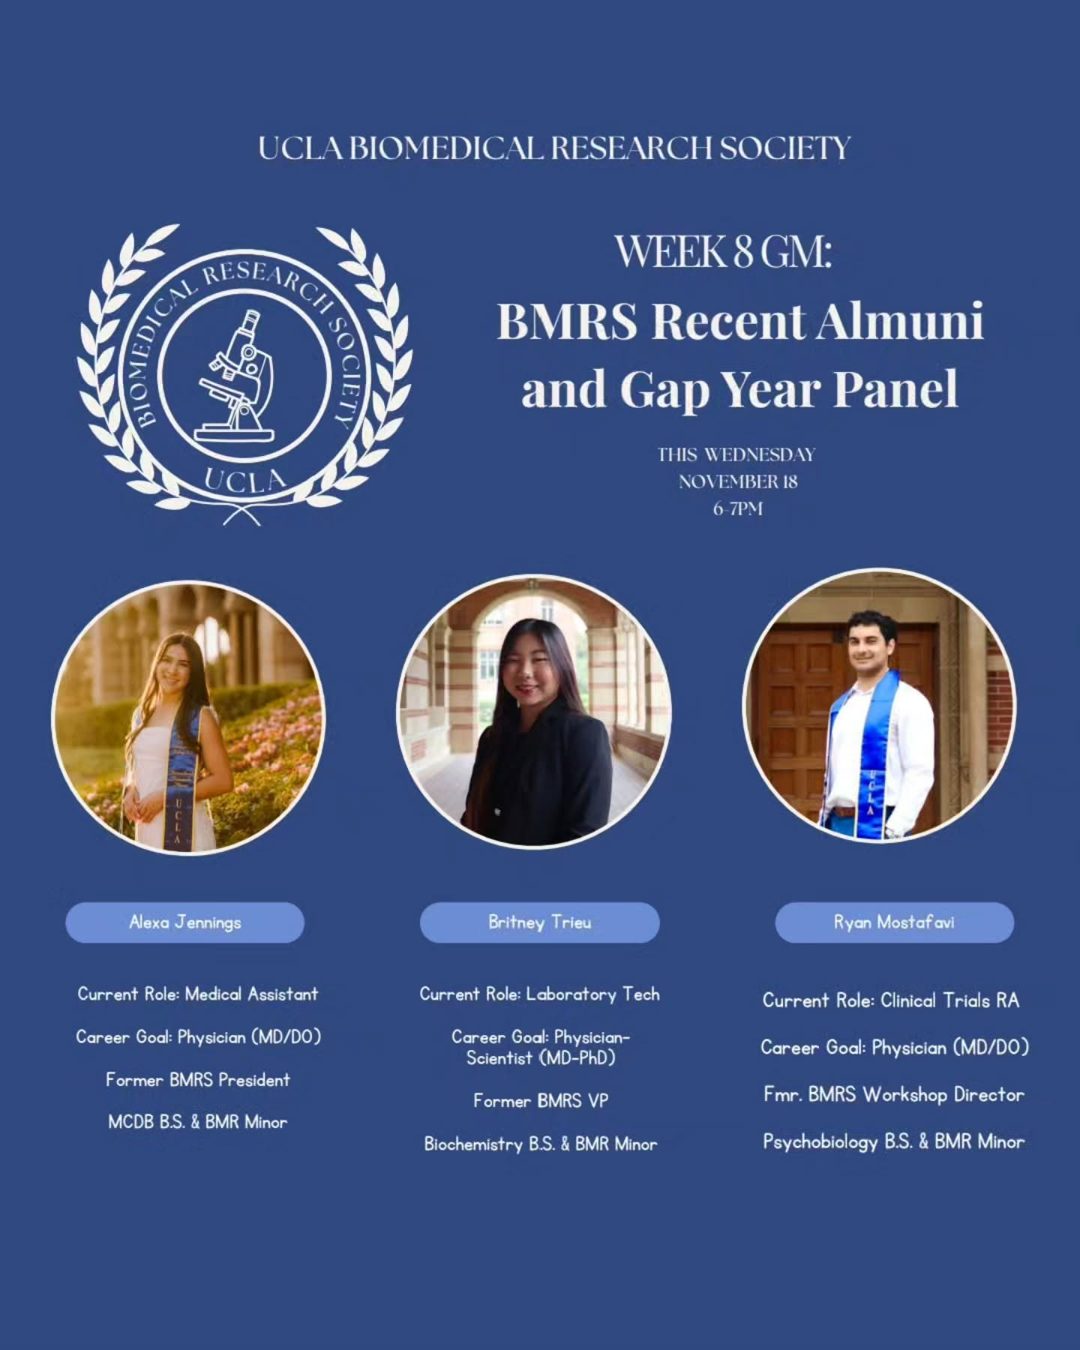 UCLA BIOMEDICAL RESEARCH SOCIETY
BIOMEDICAL RESEARCH SOCIETY
UCLA
WEEK 8 GM:
BMRS Recent Almuni
and Gap Year Panel
THIS WEDNESDAY
NOVEMBER 18
6-7PM
UCLA
UCLA
Alexa Jennings
Current Role: Medical Assistant
Career Goal: Physician (MD/DO)
Former BMRS President
MCDB B.S. & BMR Minor
Britney Trieu
Current Role: Laboratory Tech
Career Goal: Physician-
Scientist (MD-PhD)
Former BMRS VP
Biochemistry B.S. & BMR Minor
Ryan Mostafavi
Current Role: Clinical Trials RA
Career Goal: Physician (MD/DO)
Fmr. BMRS Workshop Director
Psychobiology B.S. & BMR Minor